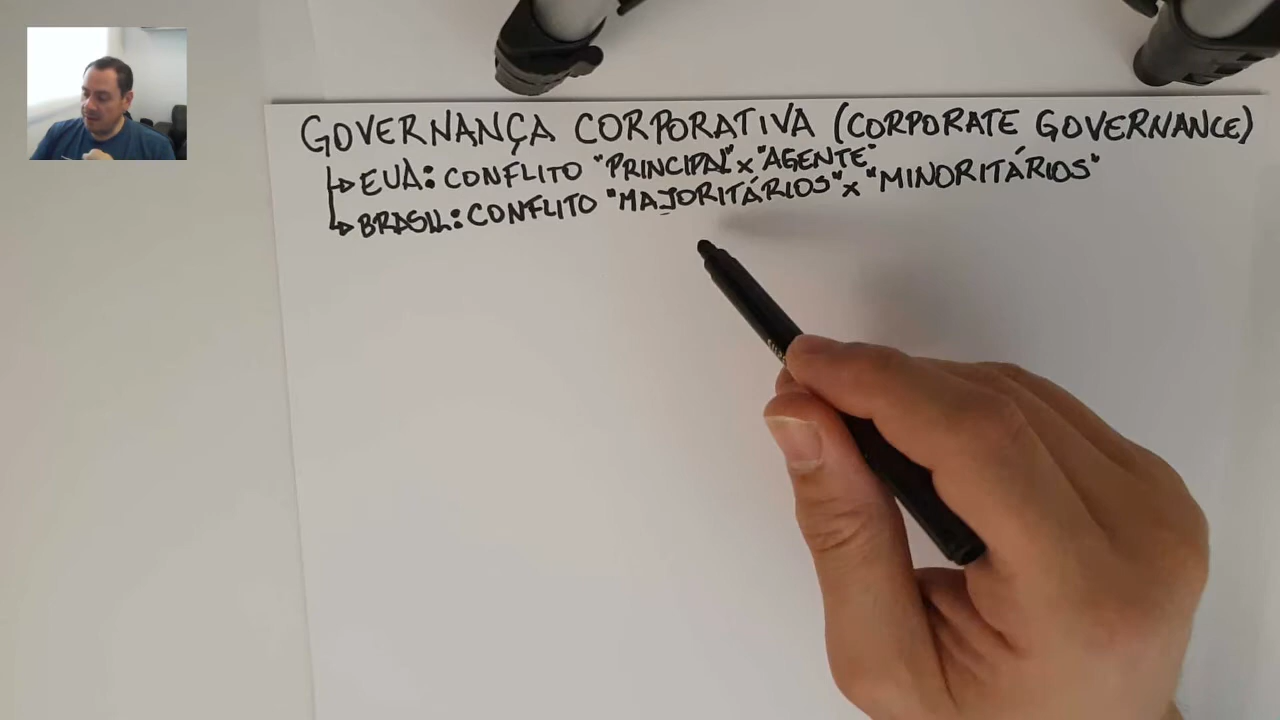 GOVERNANÇA CORPORATIVA (CORPORATE GOVERNANCE)
EUA: CONFLITO "PRINCIPAL" x "AGENTE"
BRASIL: CONFLITO "MAJORITÁRIOS" x "MINORITÁRIOS"